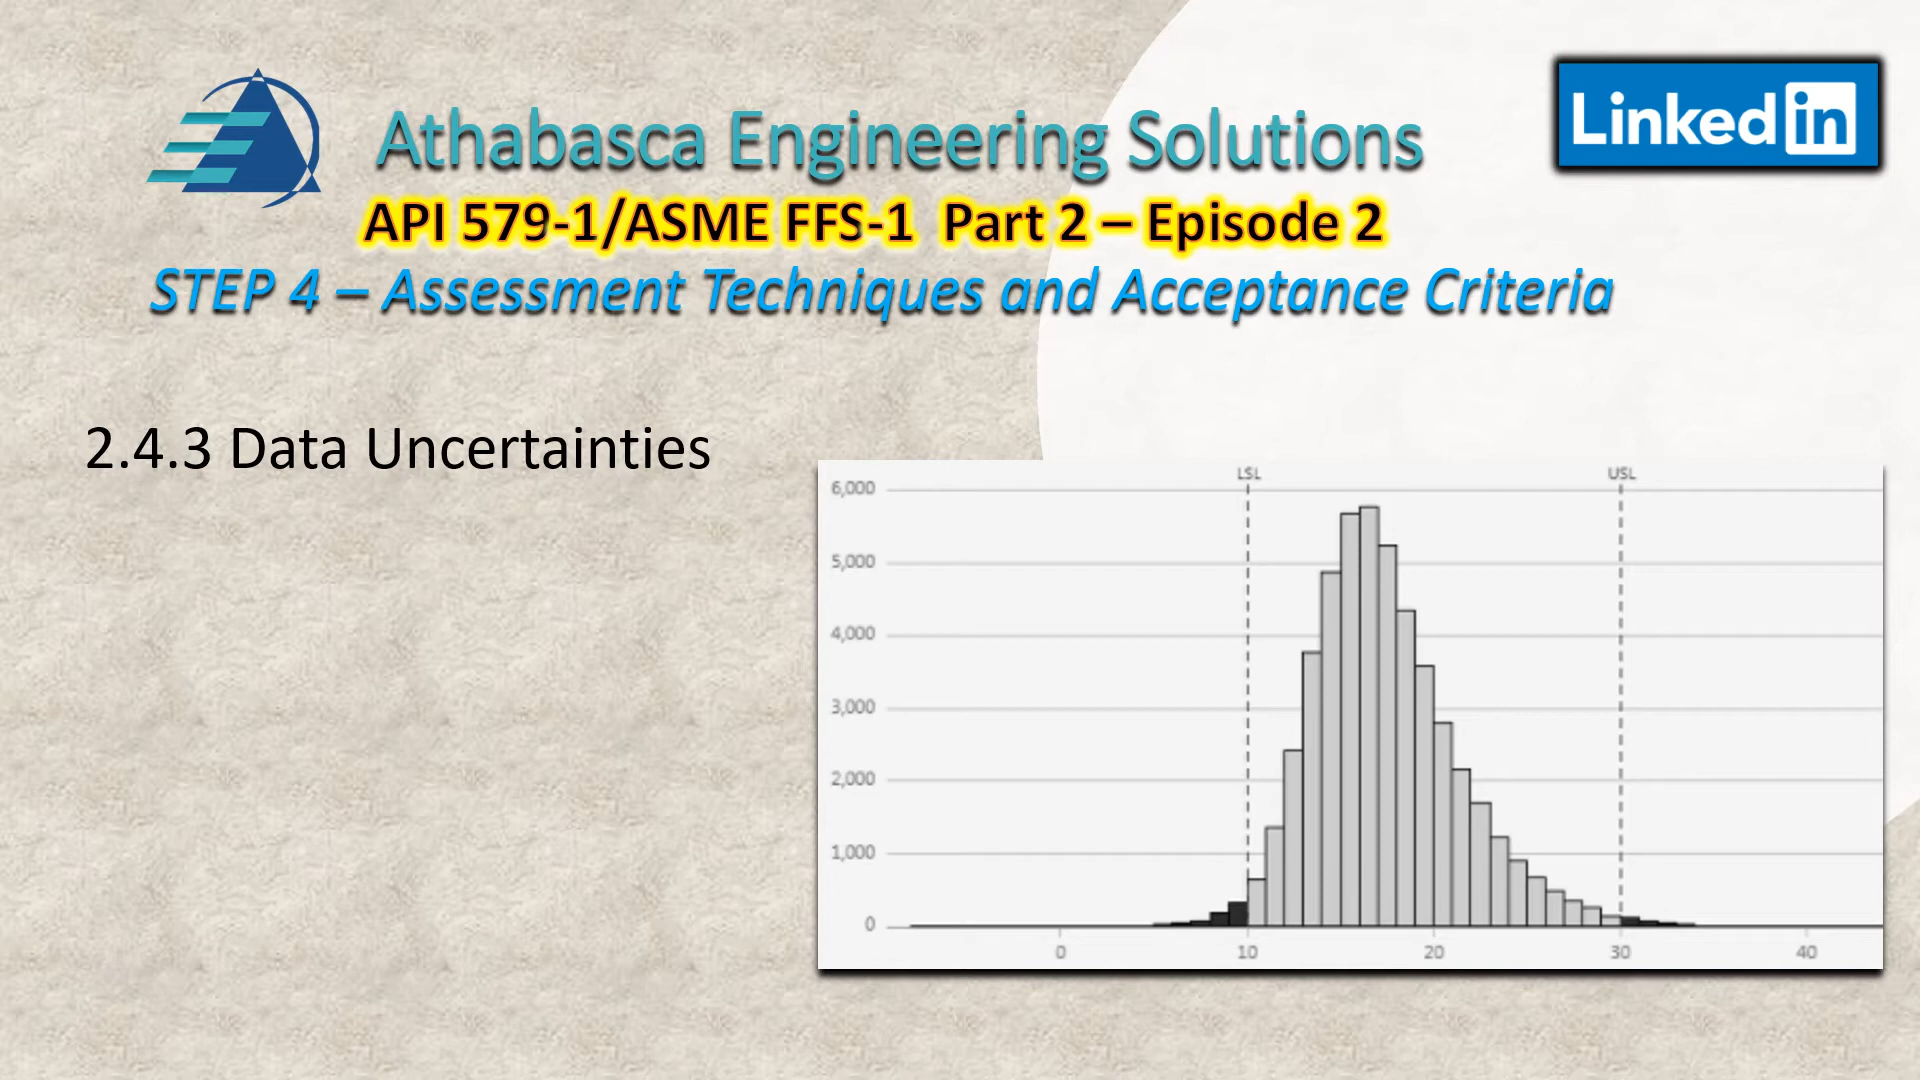 Athabasca Engineering Solutions
Linked in
API 579-1/ASME FFS-1 Part 2 – Episode 2
STEP 4 – Assessment Techniques and Acceptance Criteria
2.4.3 Data Uncertainties
LSL USL
6,000
5,000
4,000
3,000
2,000
1,000
0
0 10 20 30 40